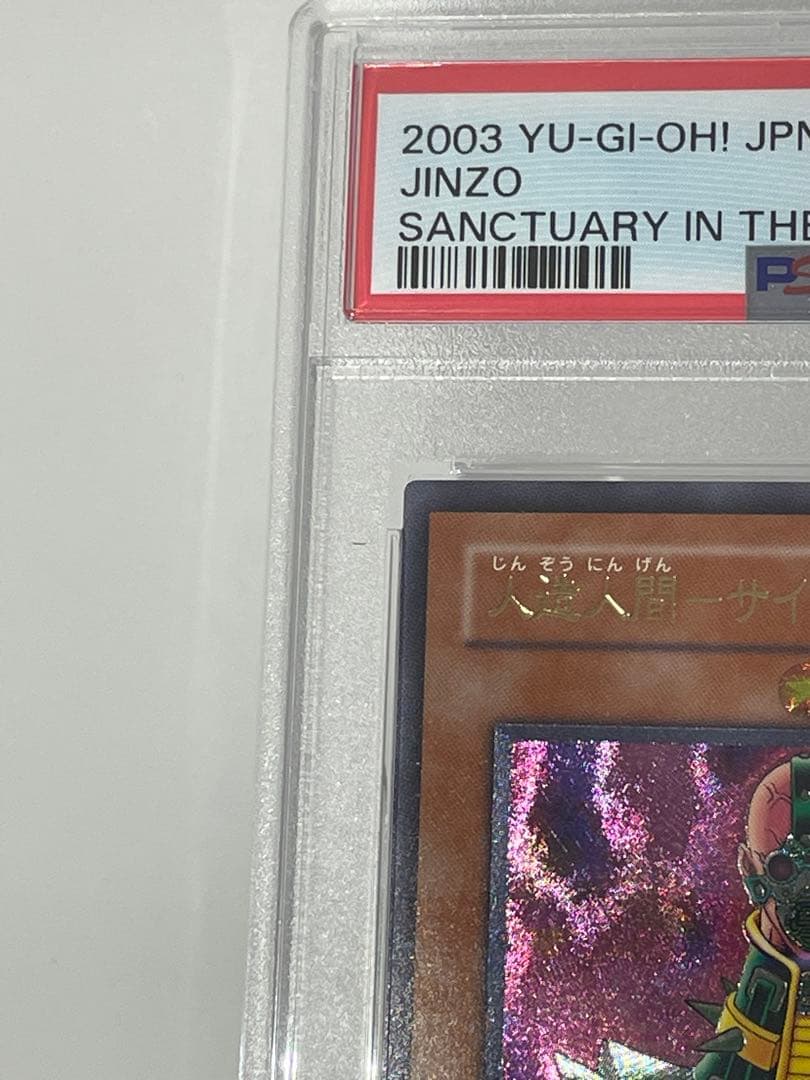 2003 YU-GI-OH! JPN
JINZO
SANCTUARY IN THE
PS
じん ぞう にん げん
人造人間－サイ